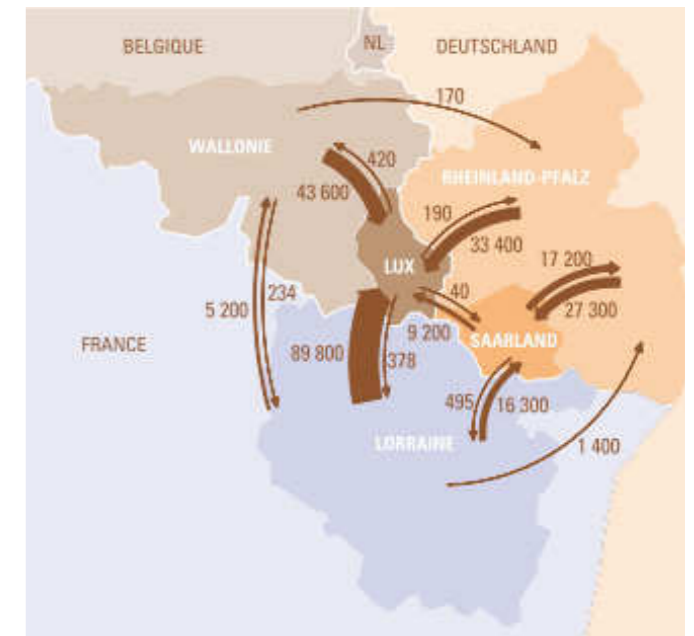 BELGIQUE
NL
DEUTSCHLAND
170
WALLONIE
420
RHEINLAND-PFALZ
43 600
190
33 400
LUX
17 200
40
27 300
5 200
234
9 200
SAARLAND
FRANCE
89 800
378
495
16 300
LORRAINE
1 400